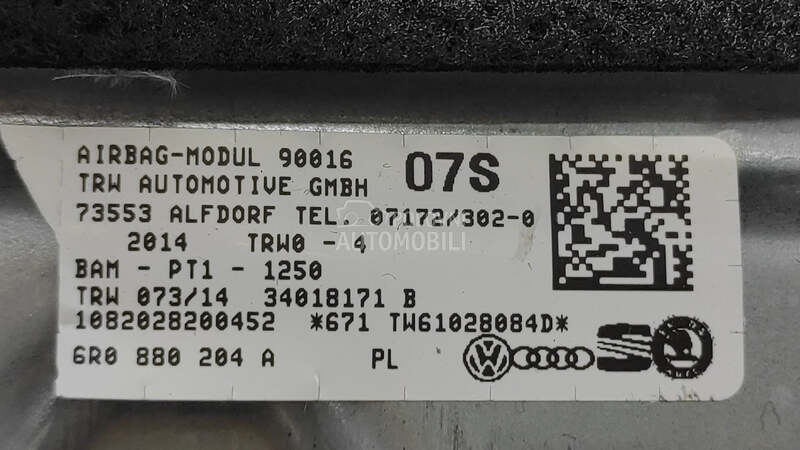 AIRBAG-MODUL 90016 07S
TRW AUTOMOTIVE GMBH
73553 ALFDORF TEL. 07172/302-0
2014 TRW0 - 4
AUTOMOBILI
BAM - PT1 - 1250
TRW 073/14 34018171 B
1082028200452 *671 TW61028084D*
6R0 880 204 A PL